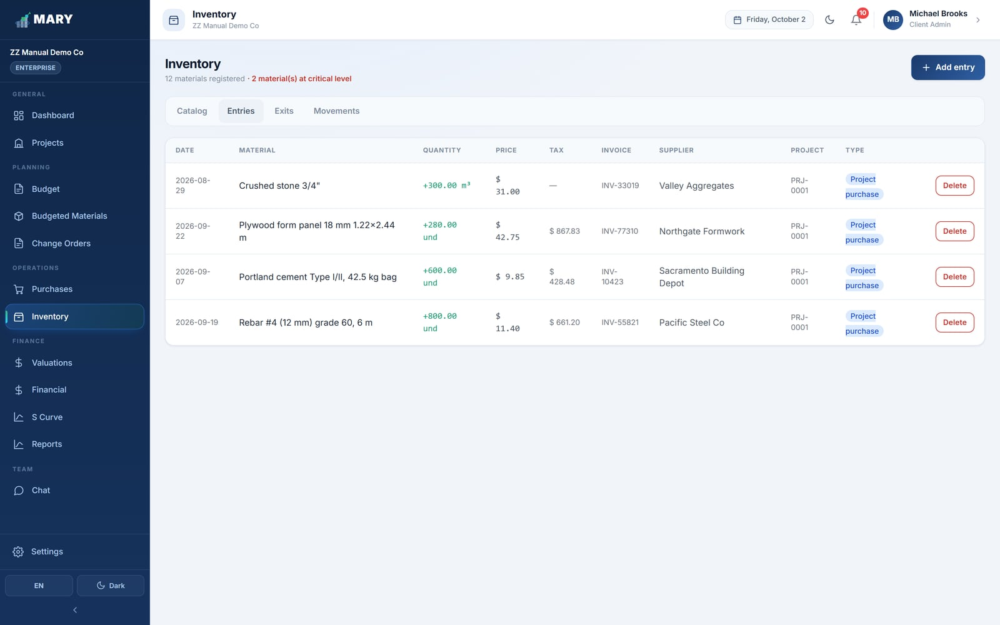 MARY
ZZ Manual Demo Co
ENTERPRISE
GENERAL
Dashboard
Projects
PLANNING
Budget
Budgeted Materials
Change Orders
OPERATIONS
Purchases
Inventory
FINANCE
Valuations
Financial
S Curve
Reports
TEAM
Chat
Settings
EN
Dark
Inventory
ZZ Manual Demo Co
Friday, October 2
10
MB
Michael Brooks
Client Admin
Inventory
12 materials registered · 2 material(s) at critical level
+ Add entry
Catalog Entries Exits Movements
DATE MATERIAL QUANTITY PRICE TAX INVOICE SUPPLIER PROJECT TYPE
2026-08-
29
Crushed stone 3/4"
+300.00 m³
$
31.00
—
INV-33019
Valley Aggregates
PRJ-
0001
Project
purchase
Delete
2026-09-
22
Plywood form panel 18 mm 1.22×2.44
m
+280.00
und
$
42.75
$ 867.83
INV-77310
Northgate Formwork
PRJ-
0001
Project
purchase
Delete
2026-09-
07
Portland cement Type I/II, 42.5 kg bag
+600.00
und
$ 9.85
$
428.48
INV-
10423
Sacramento Building
Depot
PRJ-
0001
Project
purchase
Delete
2026-09-19
Rebar #4 (12 mm) grade 60, 6 m
+800.00
und
$
11.40
$ 661.20
INV-55821
Pacific Steel Co
PRJ-
0001
Project
purchase
Delete